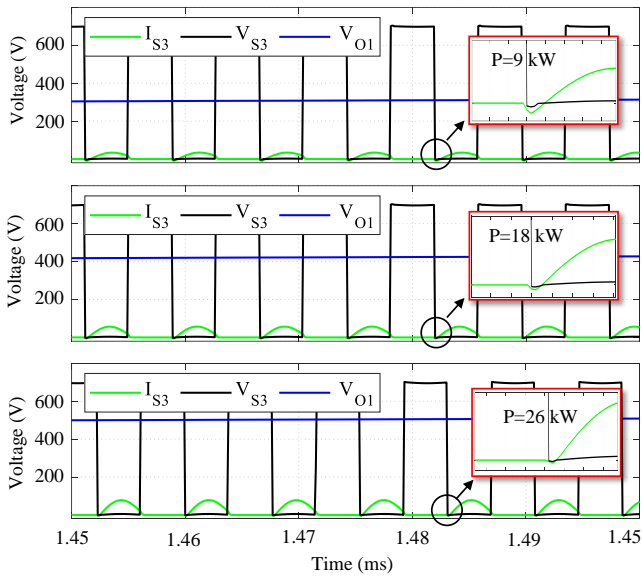 600
400
200
Voltage (V)
I_S3 V_S3 V_O1
P=9 kW
600
400
200
Voltage (V)
I_S3 V_S3 V_O1
P=18 kW
600
400
200
Voltage (V)
I_S3 V_S3 V_O1
P=26 kW
1.45 1.46 1.47 1.48 1.49 1.45
Time (ms)